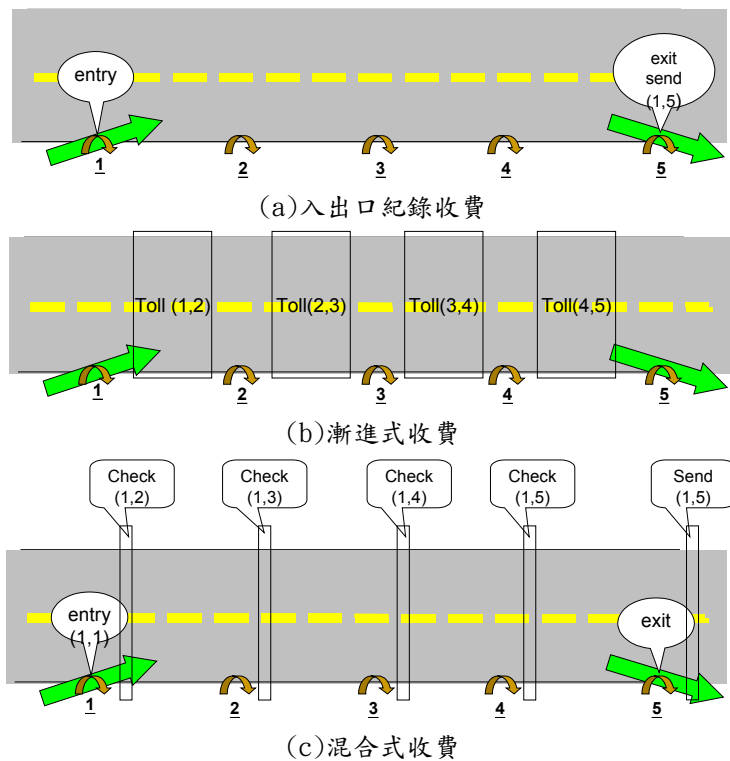 entry
exit
send
(1,5)
1
2
3
4
5
(a)入出口紀錄收費
Toll (1,2)
Toll(2,3)
Toll(3,4)
Toll(4,5)
1
2
3
4
5
(b)漸進式收費
Check
(1,2)
Check
(1,3)
Check
(1,4)
Check
(1,5)
Send
(1,5)
entry
(1,1)
exit
1
2
3
4
5
(c)混合式收費